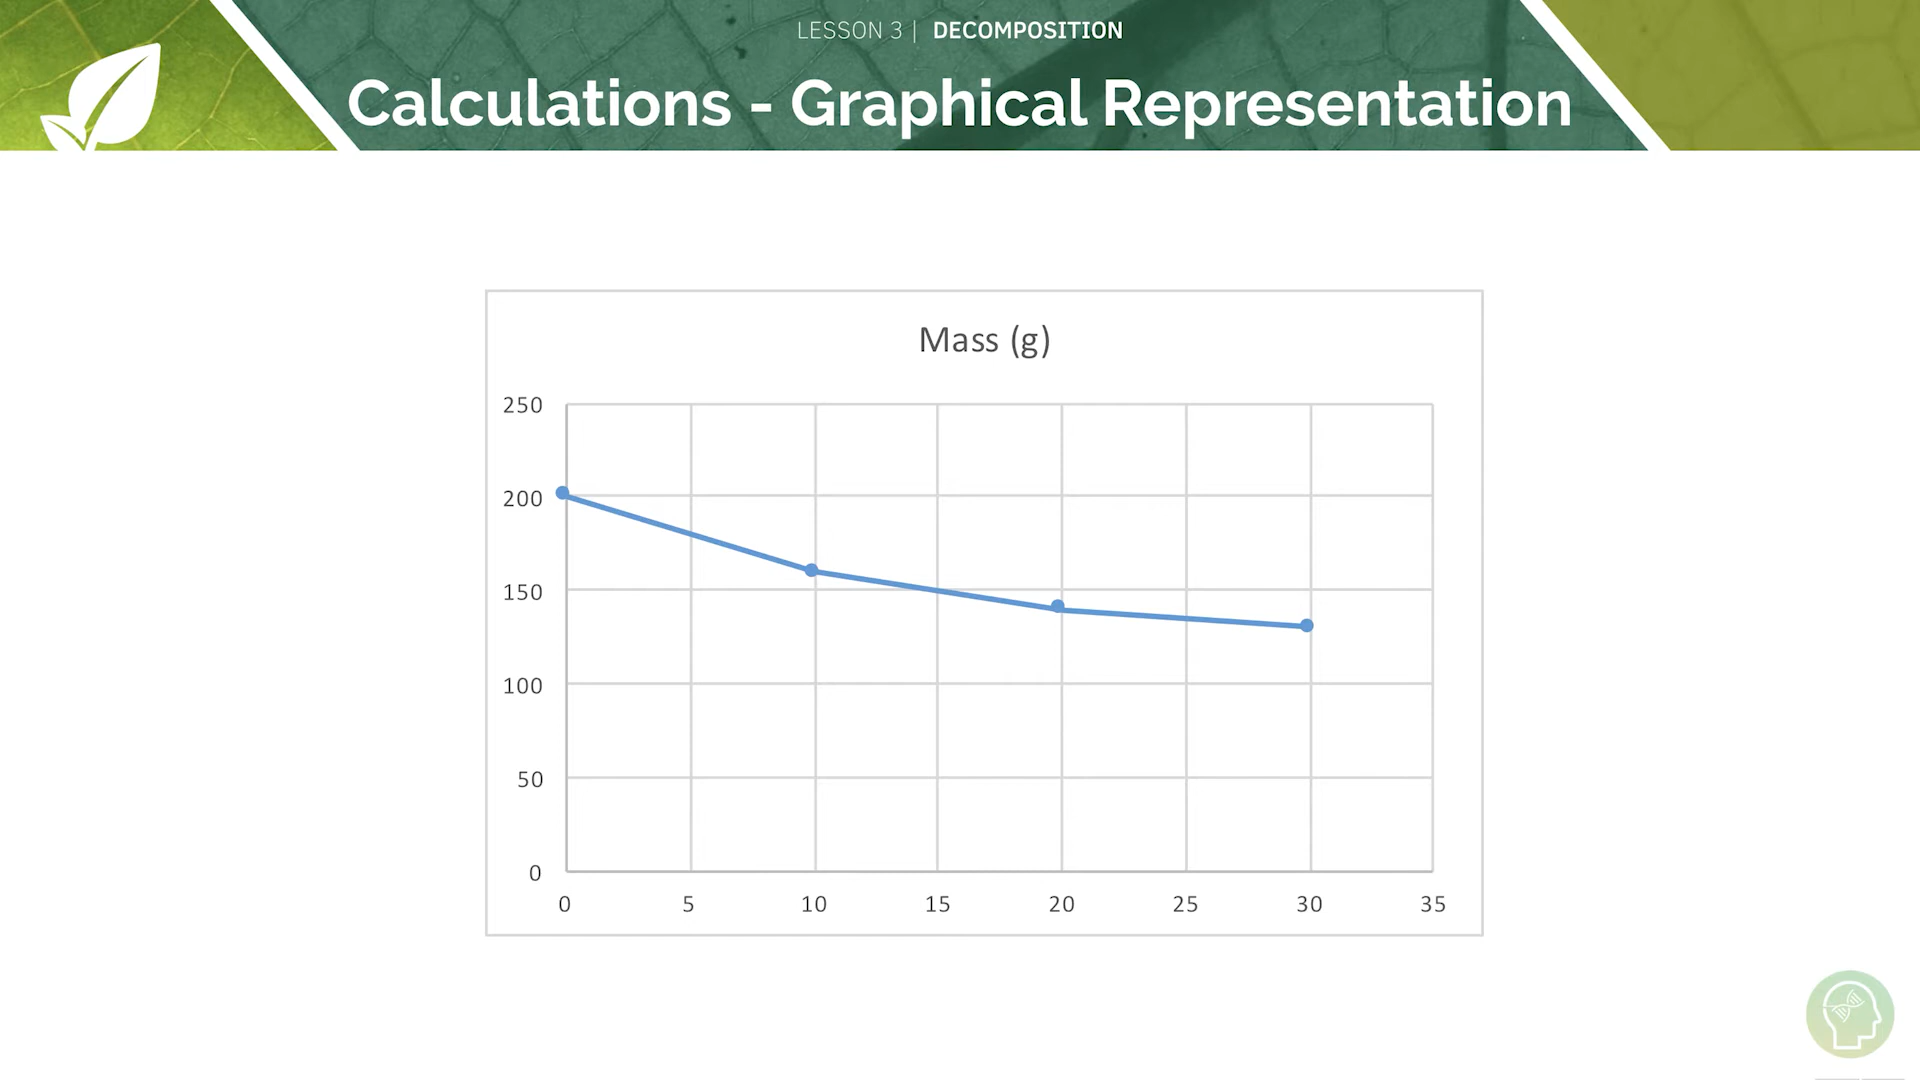 LESSON 3 | DECOMPOSITION
Calculations - Graphical Representation
Mass (g)
250
200
150
100
50
0
0 5 10 15 20 25 30 35